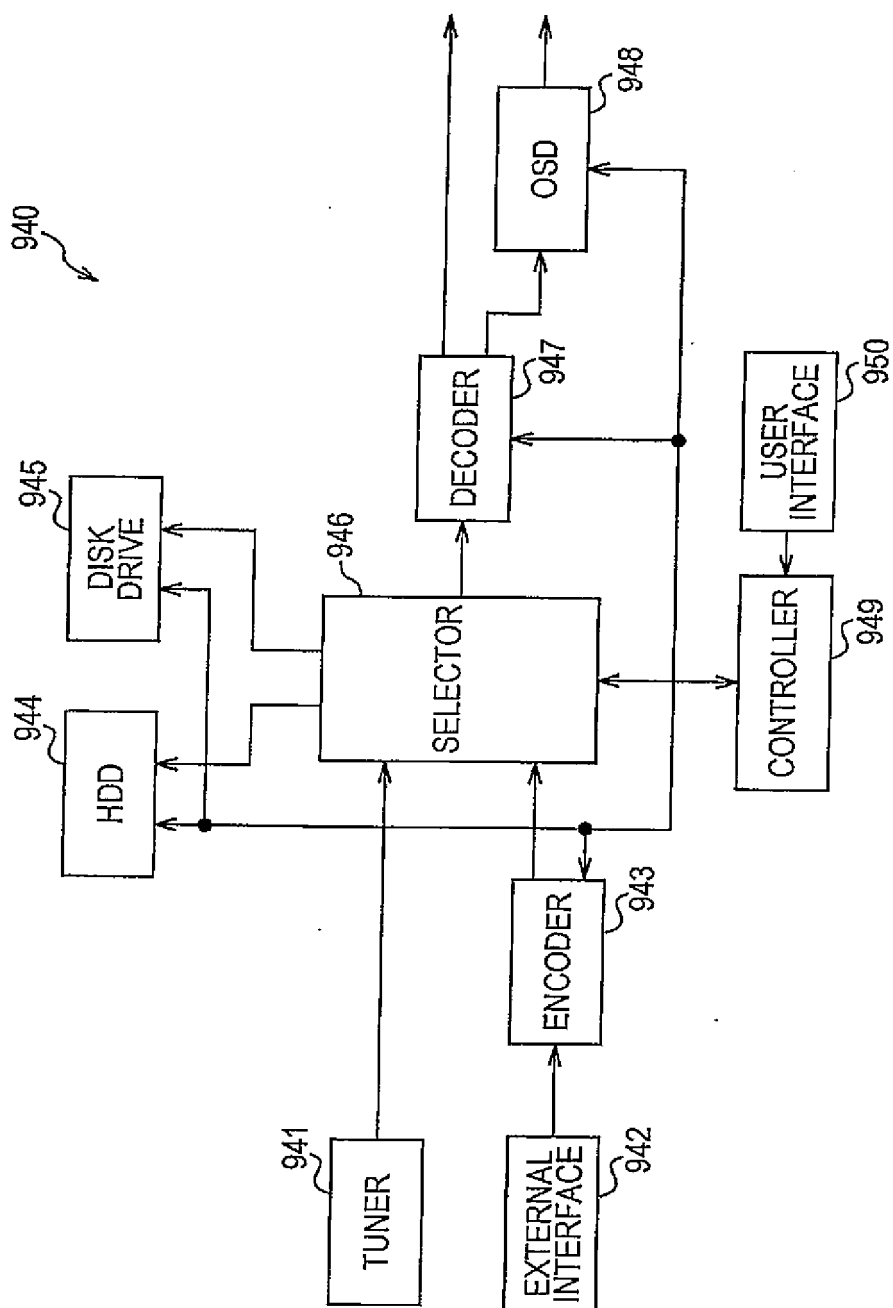 940
944
HDD
945
DISK
DRIVE
941
TUNER
946
SELECTOR
947
DECODER
948
OSD
942
EXTERNAL
INTERFACE
943
ENCODER
949
CONTROLLER
950
USER
INTERFACE